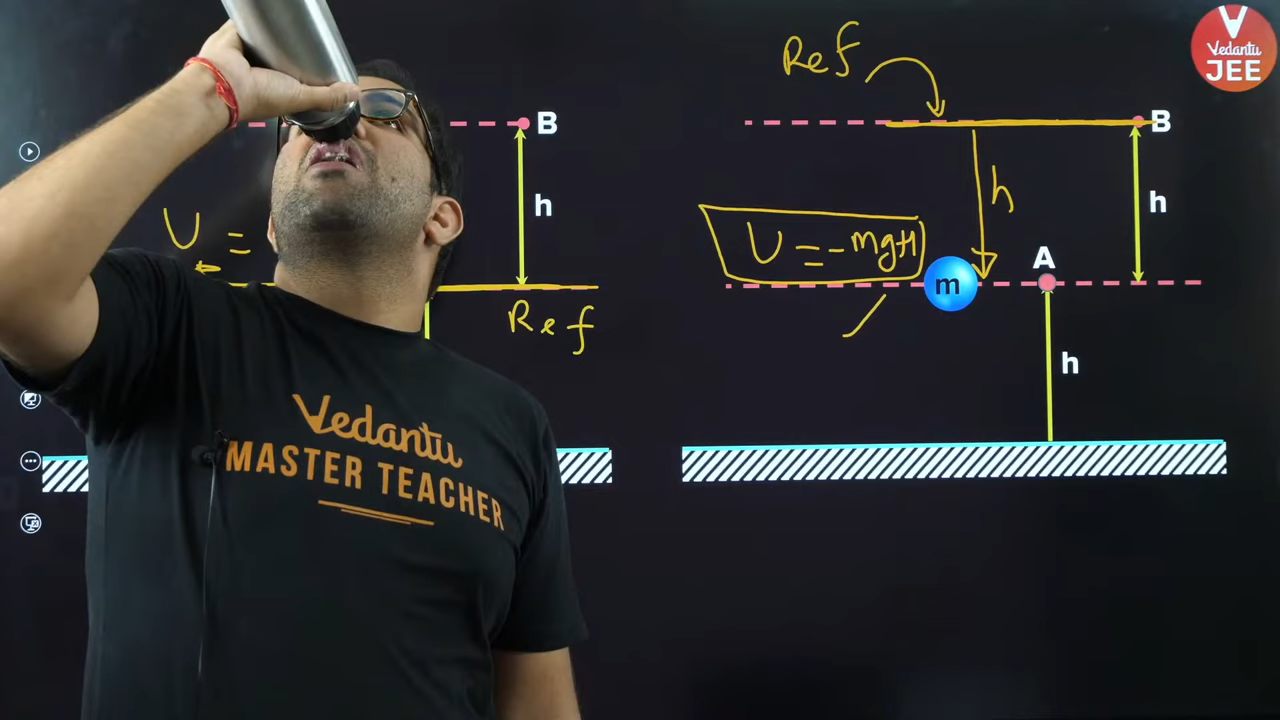 Ref
V
Vedantu
JEE
B
B
h
h
h
U =
U = -mgH
A
m
Ref
h
Vedantu
MASTER TEACHER